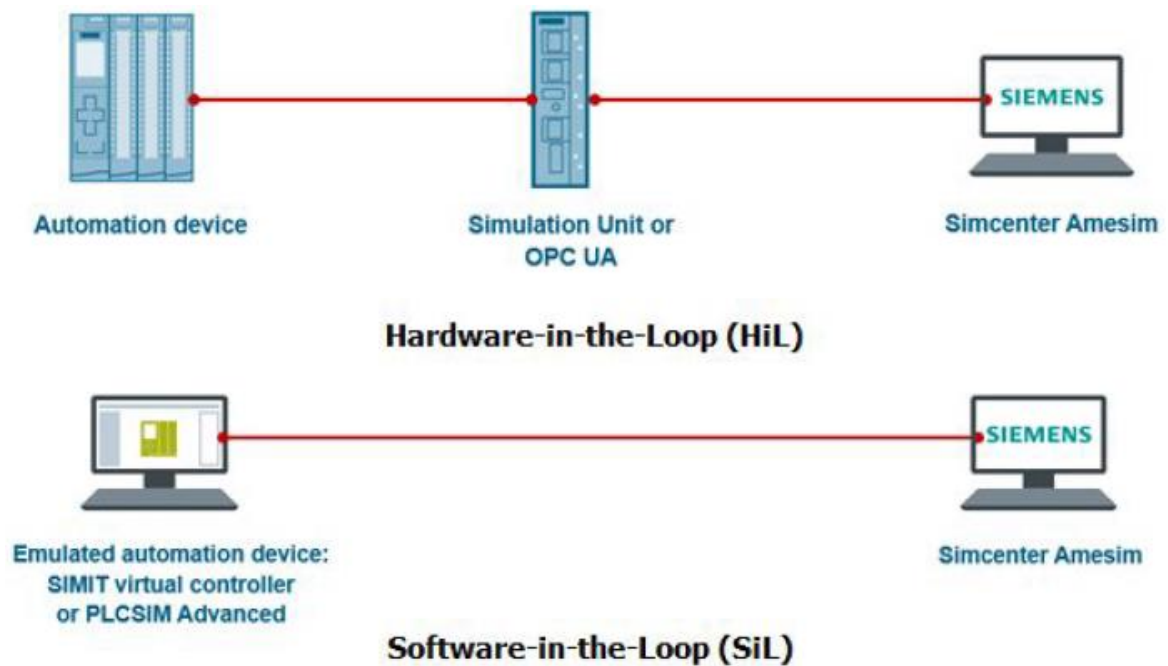 SIEMENS
Automation device
Simulation Unit or
OPC UA
Simcenter Amesim
Hardware-in-the-Loop (HiL)
SIEMENS
Emulated automation device:
SIMIT virtual controller
or PLCSIM Advanced
Simcenter Amesim
Software-in-the-Loop (SiL)